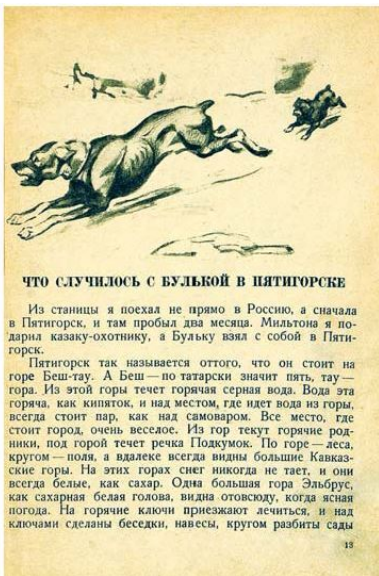 ЧТО СЛУЧИЛОСЬ С БУЛЬКОЙ В ПЯТИГОРСКЕ
Из станицы я поехал не прямо в Россию, а сначала
в Пятигорск, и там пробыл два месяца. Мильтона я по-
дарил казаку-охотнику, а Бульку взял с собой в Пяти-
горск.
Пятигорск так называется оттого, что он стоит на
горе Беш-тау. А Беш — по-татарски значит пять, тау —
гора. Из этой горы течет горячая серная вода. Вода эта
горяча, как кипяток, и над местом, где идет вода из горы,
всегда стоит пар, как над самоваром. Все место, где
стоит город, очень веселое. Из гор текут горячие род-
ники, под горой течет речка Подкумок. По горе — леса,
кругом — поля, а вдалеке всегда видны большие Кавказ-
ские горы. На этих горах снег никогда не тает, и они
всегда белые, как сахар. Одна большая гора Эльбрус,
как сахарная белая голова, видна отовсюду, когда ясная
погода. На горячие ключи приезжают лечиться, и над
ключами сделаны беседки, навесы, кругом разбиты сады
13